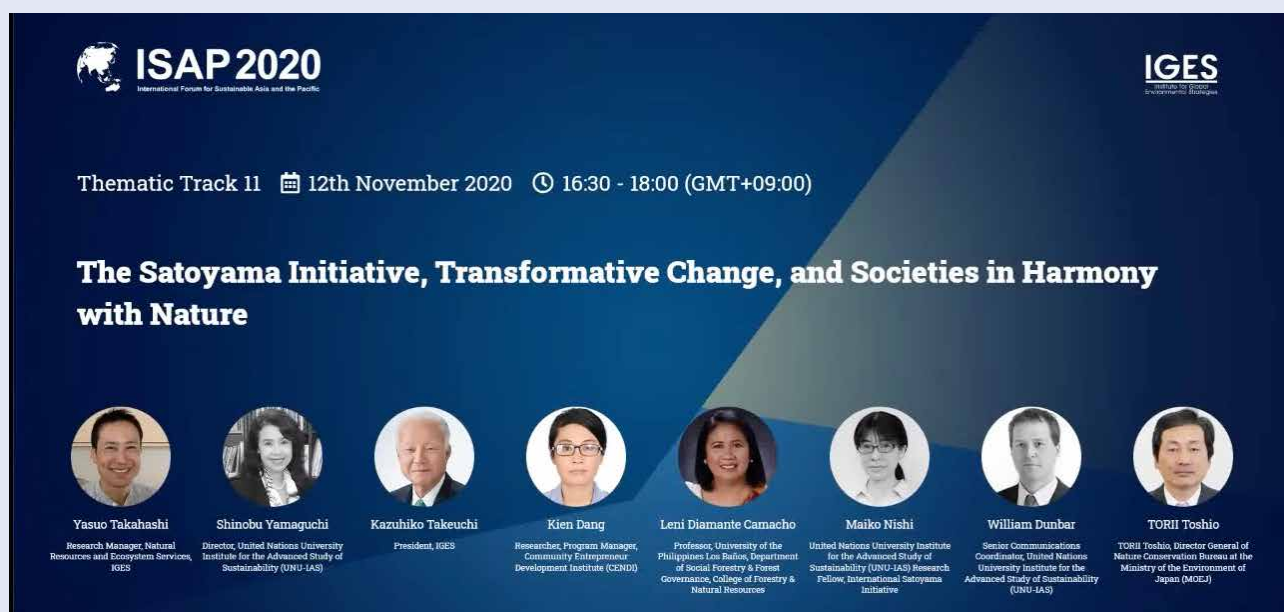 ISAP 2020
International Forum for Sustainable Asia and the Pacific
IGES
Institute for Global
Environmental Strategies
Thematic Track 11 12th November 2020 16:30 - 18:00 (GMT+09:00)
The Satoyama Initiative, Transformative Change, and Societies in Harmony
with Nature
Yasuo Takahashi
Research Manager, Natural
Resources and Ecosystem Services,
IGES
Shinobu Yamaguchi
Director, United Nations University
Institute for the Advanced Study of
Sustainability (UNU-IAS)
Kazuhiko Takeuchi
President, IGES
Kien Dang
Researcher, Program Manager,
Community Entrepreneur
Development Institute (CENDI)
Leni Diamante Camacho
Professor, University of the
Philippines Los Baños, Department
of Social Forestry & Forest
Governance, College of Forestry &
Natural Resources
Maiko Nishi
United Nations University Institute
for the Advanced Study of
Sustainability (UNU-IAS) Research
Fellow, International Satoyama
Initiative
William Dunbar
Senior Communications
Coordinator, United Nations
University Institute for the
Advanced Study of Sustainability
(UNU-IAS)
TORII Toshio
TORII Toshio, Director General of
Nature Conservation Bureau at the
Ministry of the Environment of
Japan (MOEJ)